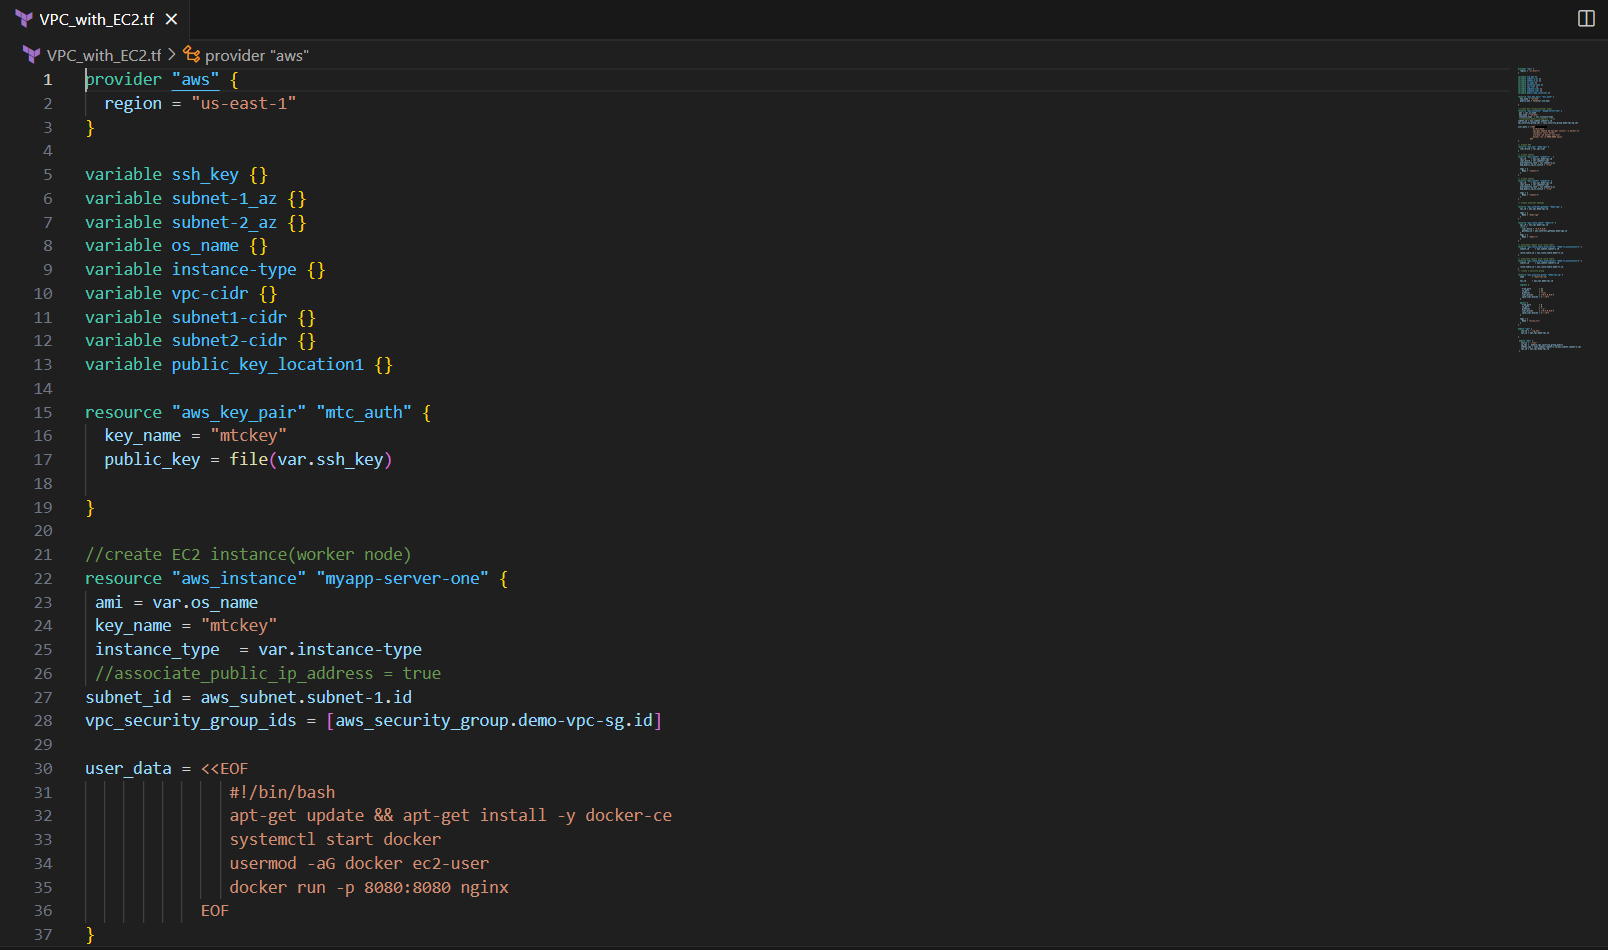 VPC_with_EC2.tf
VPC_with_EC2.tf > provider "aws"
1 provider "aws" {
2   region = "us-east-1"
3 }
4
5 variable ssh_key {}
6 variable subnet-1_az {}
7 variable subnet-2_az {}
8 variable os_name {}
9 variable instance-type {}
10 variable vpc-cidr {}
11 variable subnet1-cidr {}
12 variable subnet2-cidr {}
13 variable public_key_location1 {}
14
15 resource "aws_key_pair" "mtc_auth" {
16   key_name = "mtckey"
17   public_key = file(var.ssh_key)
18
19 }
20
21 //create EC2 instance(worker node)
22 resource "aws_instance" "myapp-server-one" {
23  ami = var.os_name
24  key_name = "mtckey"
25  instance_type  = var.instance-type
26  //associate_public_ip_address = true
27 subnet_id = aws_subnet.subnet-1.id
28 vpc_security_group_ids = [aws_security_group.demo-vpc-sg.id]
29
30 user_data = <<EOF
31                #!/bin/bash
32                apt-get update && apt-get install -y docker-ce
33                systemctl start docker
34                usermod -aG docker ec2-user
35                docker run -p 8080:8080 nginx
36             EOF
37 }